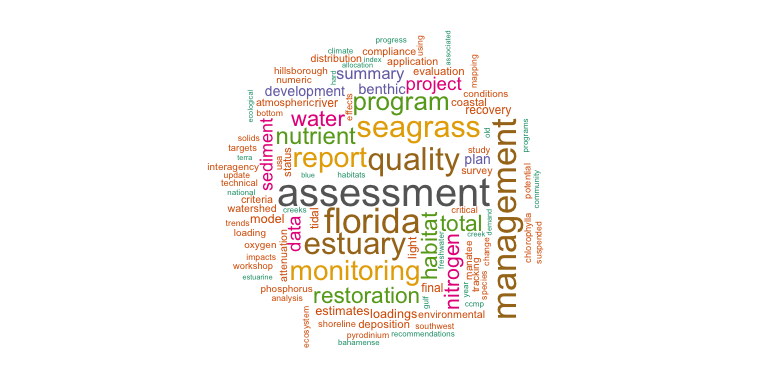 progress
climate
compliance
using
associated
distribution
index
application
hillsborough
allocation
summary
evaluation
mapping
numeric
hard
project
development
benthic
conditions
ecological
atmospheric
river
effects
program
coastal
recovery
bottom
water
seagrass
old
programs
solids
nutrient
targets
sediment
status
report
quality
study
management
terra
usa
plan
interagency
survey
potential
update
blue
habitats
technical
community
national
assessment
criteria
watershed
creeks
tidal
florida
habitat
critical
demand
trends
model
data
total
loading
estuary
light
freshwater
creek
chlorophylla
suspended
oxygen
nitrogen
manatee
change
impacts
attenuation
monitoring
tracking
workshop
species
estuarine
phosphorus
final
year
analysis
restoration
gulf
ccmp
estimates
loadings
environmental
ecosystem
shoreline
deposition
southwest
pyrodinium
recommendations
bahamense